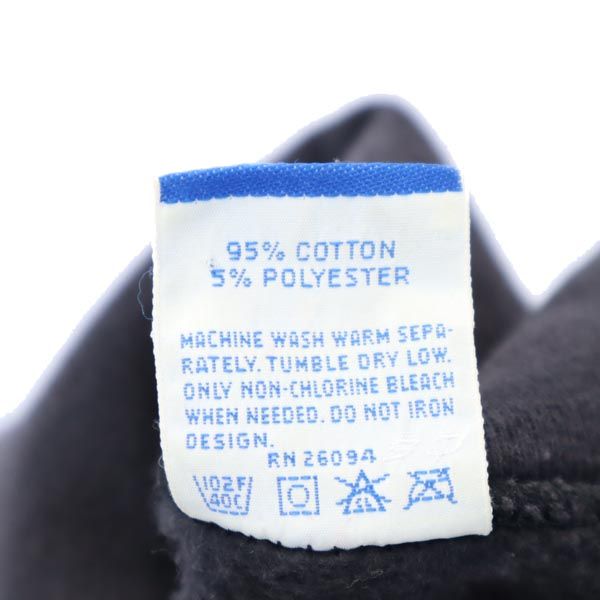 95% COTTON
5% POLYESTER
MACHINE WASH WARM SEPA-
RATELY. TUMBLE DRY LOW.
ONLY NON-CHLORINE BLEACH
WHEN NEEDED. DO NOT IRON
DESIGN.
RN 26094
102F
40C
CL